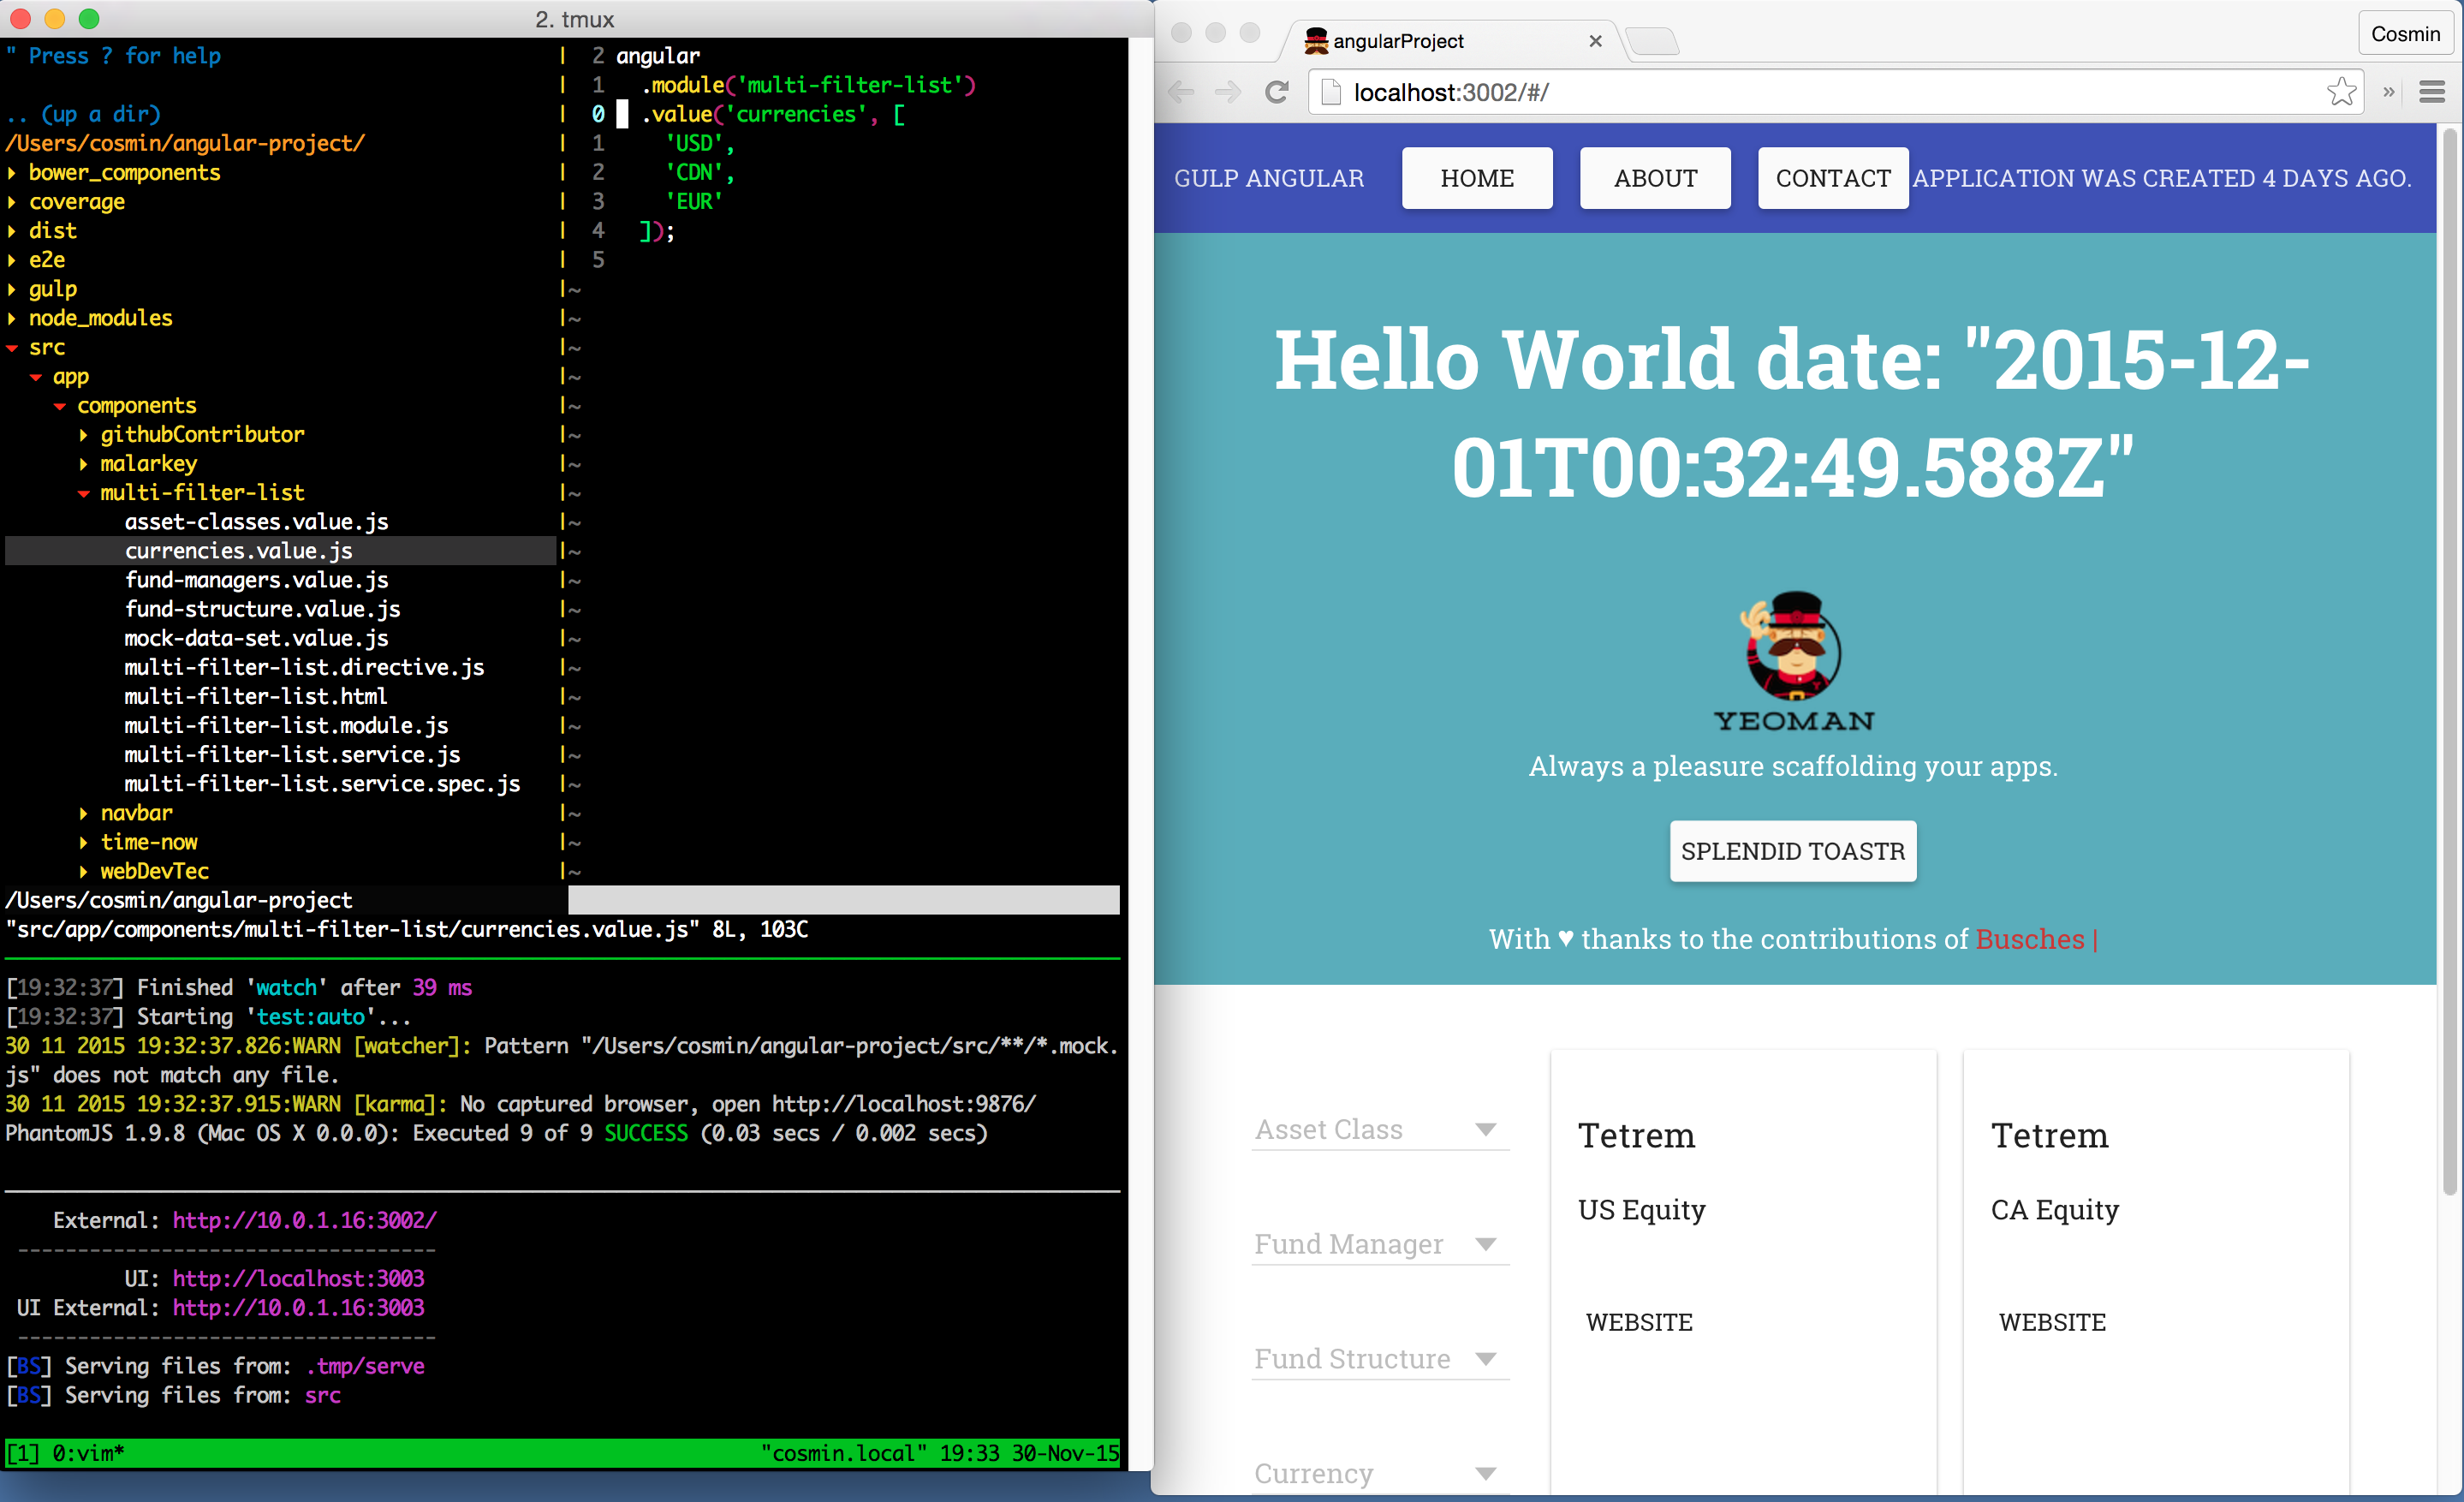 2. tmux
" Press ? for help
.. (up a dir)
/Users/cosmin/angular-project/
bower_components
coverage
dist
e2e
gulp
node_modules
src
app
components
githubContributor
malarkey
multi-filter-list
asset-classes.value.js
currencies.value.js
fund-managers.value.js
fund-structure.value.js
mock-data-set.value.js
multi-filter-list.directive.js
multi-filter-list.html
multi-filter-list.module.js
multi-filter-list.service.js
multi-filter-list.service.spec.js
navbar
time-now
webDevTec
/Users/cosmin/angular-project
2 angular
1 .module('multi-filter-list')
0 .value('currencies', [
1 'USD',
2 'CDN',
3 'EUR'
4 ]);
5
"src/app/components/multi-filter-list/currencies.value.js" 8L, 103C
[19:32:37] Finished 'watch' after 39 ms
[19:32:37] Starting 'test:auto'...
30 11 2015 19:32:37.826:WARN [watcher]: Pattern "/Users/cosmin/angular-project/src/**/*.mock.
js" does not match any file.
30 11 2015 19:32:37.915:WARN [karma]: No captured browser, open http://localhost:9876/
PhantomJS 1.9.8 (Mac OS X 0.0.0): Executed 9 of 9 SUCCESS (0.03 secs / 0.002 secs)
External: http://10.0.1.16:3002/
-----------------------------------
UI: http://localhost:3003
UI External: http://10.0.1.16:3003
-----------------------------------
[BS] Serving files from: .tmp/serve
[BS] Serving files from: src
[1] 0:vim* "cosmin.local" 19:33 30-Nov-15
angularProject
Cosmin
localhost:3002/#/
GULP ANGULAR HOME ABOUT CONTACT APPLICATION WAS CREATED 4 DAYS AGO.
Hello World date: "2015-12-
01T00:32:49.588Z"
YEOMAN
Always a pleasure scaffolding your apps.
SPLENDID TOASTR
With ♥ thanks to the contributions of Busches |
Asset Class
Fund Manager
Fund Structure
Currency
Tetrem
US Equity
WEBSITE
Tetrem
CA Equity
WEBSITE